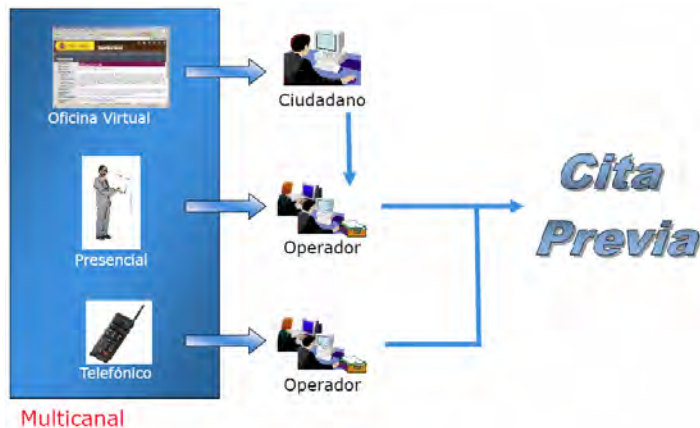 Oficina Virtual
Ciudadano
Presencial
Operador
Cita
Previa
Telefónico
Operador
Multicanal